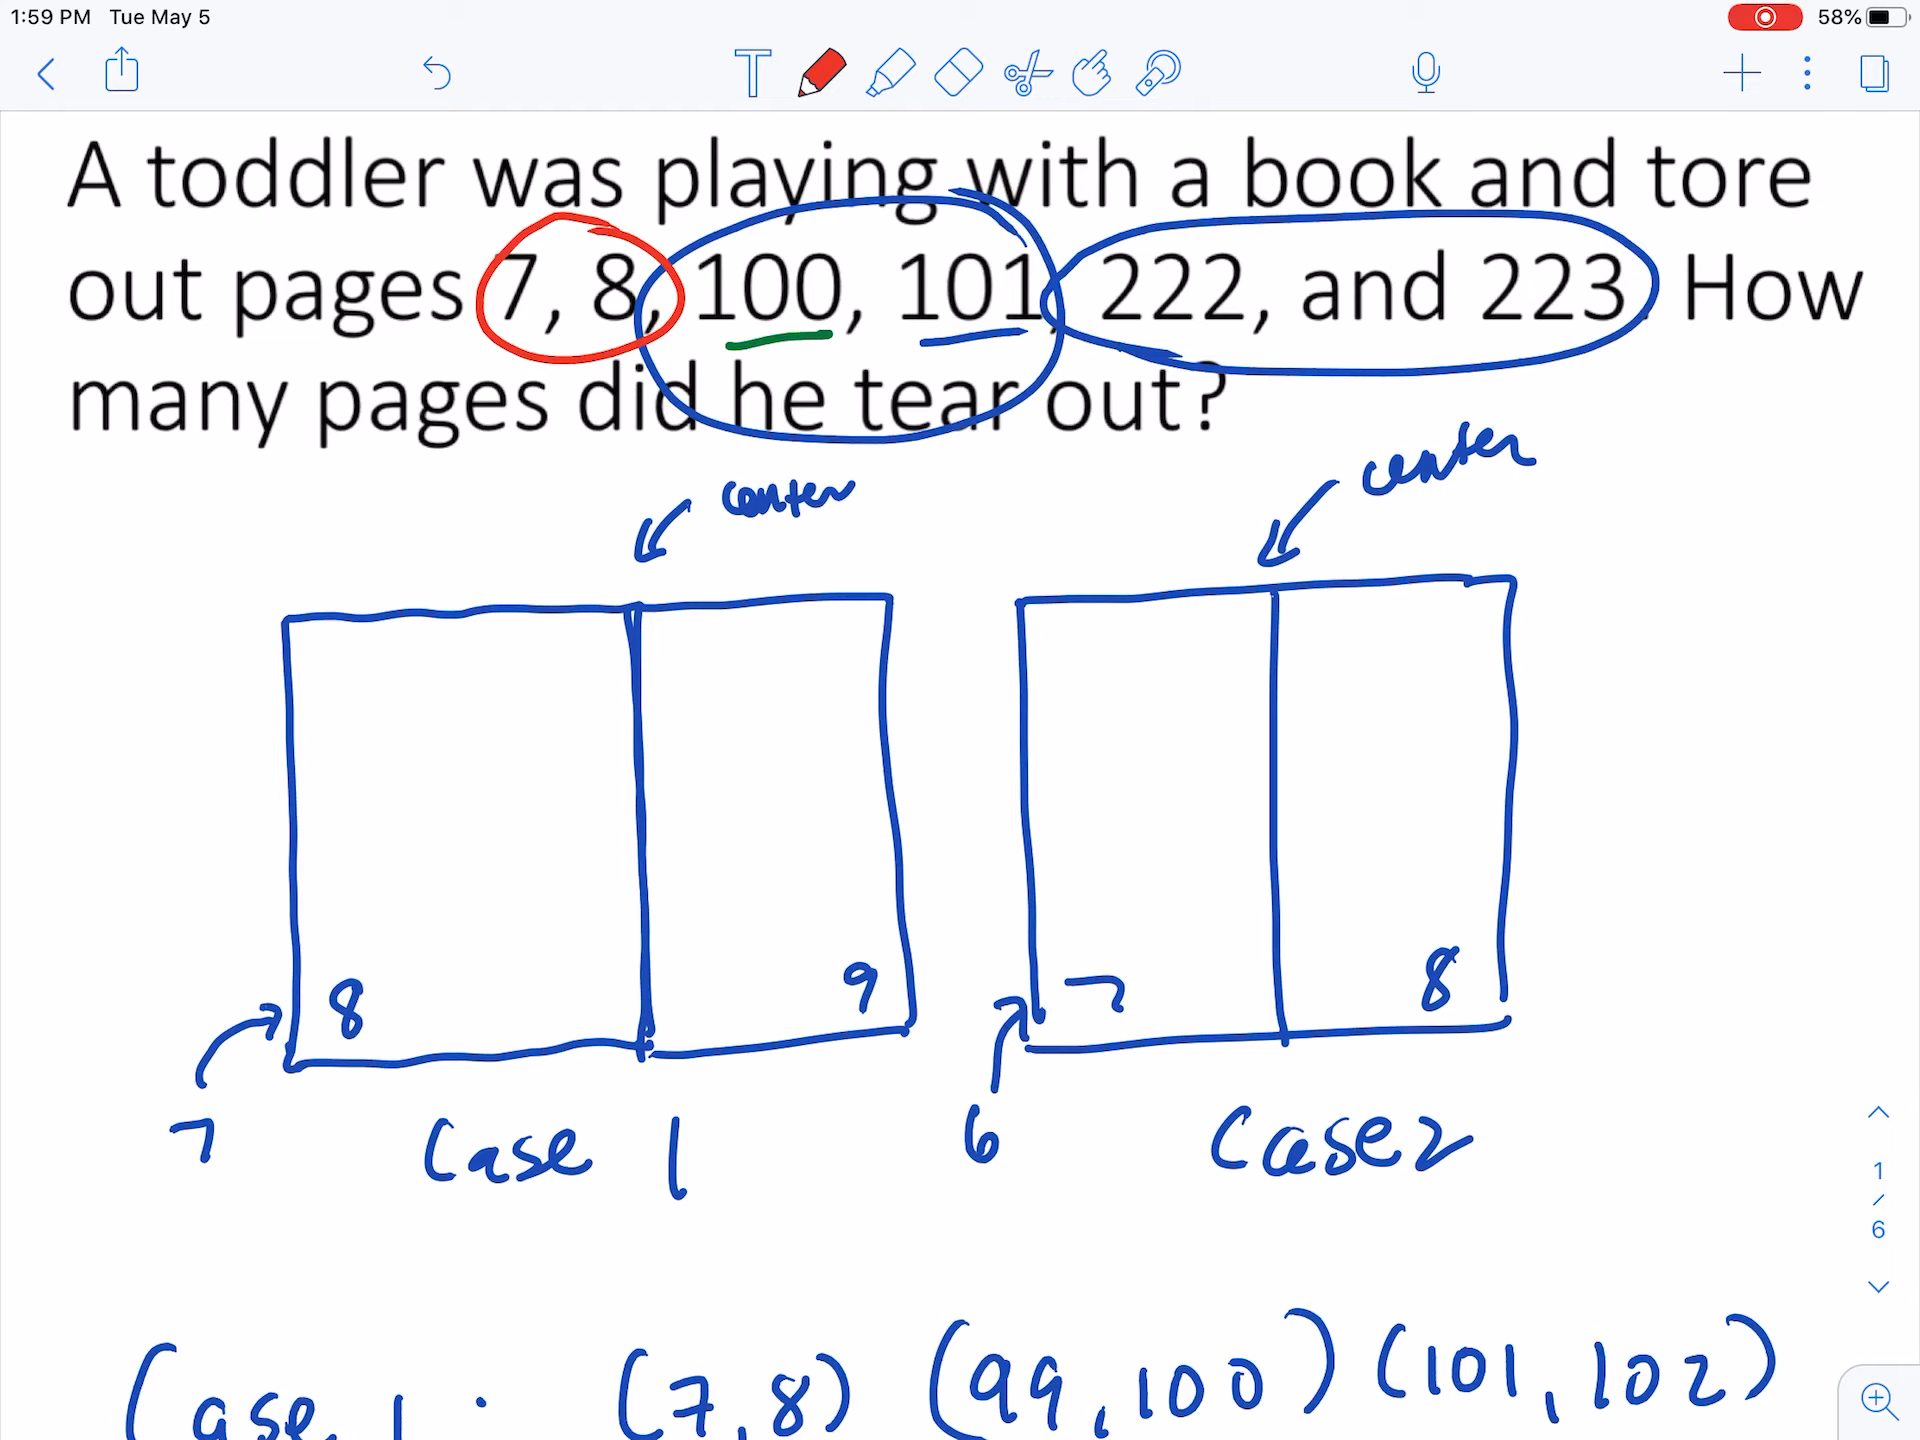 1:59 PM Tue May 5
58%
T
A toddler was playing with a book and tore
out pages 7, 8, 100, 101, 222, and 223. How
many pages did he tear out?
center
center
8
9
7
8
7
6
Case 1
Case 2
1
/
6
Case 1 : (7,8) (99,100) (101,102)